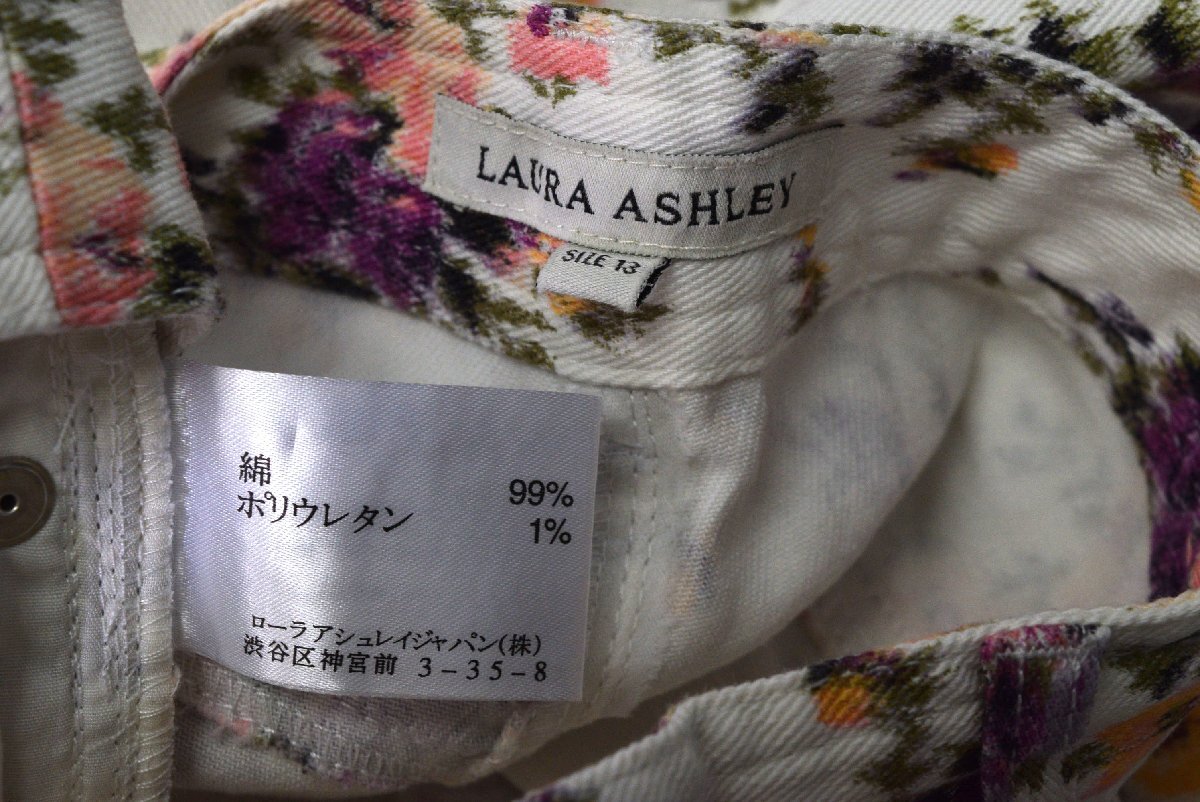 LAURA ASHLEY
SIZE 13
綿 99%
ポリウレタン 1%
ローラアシュレイジャパン(株)
渋谷区神宮前 3-35-8